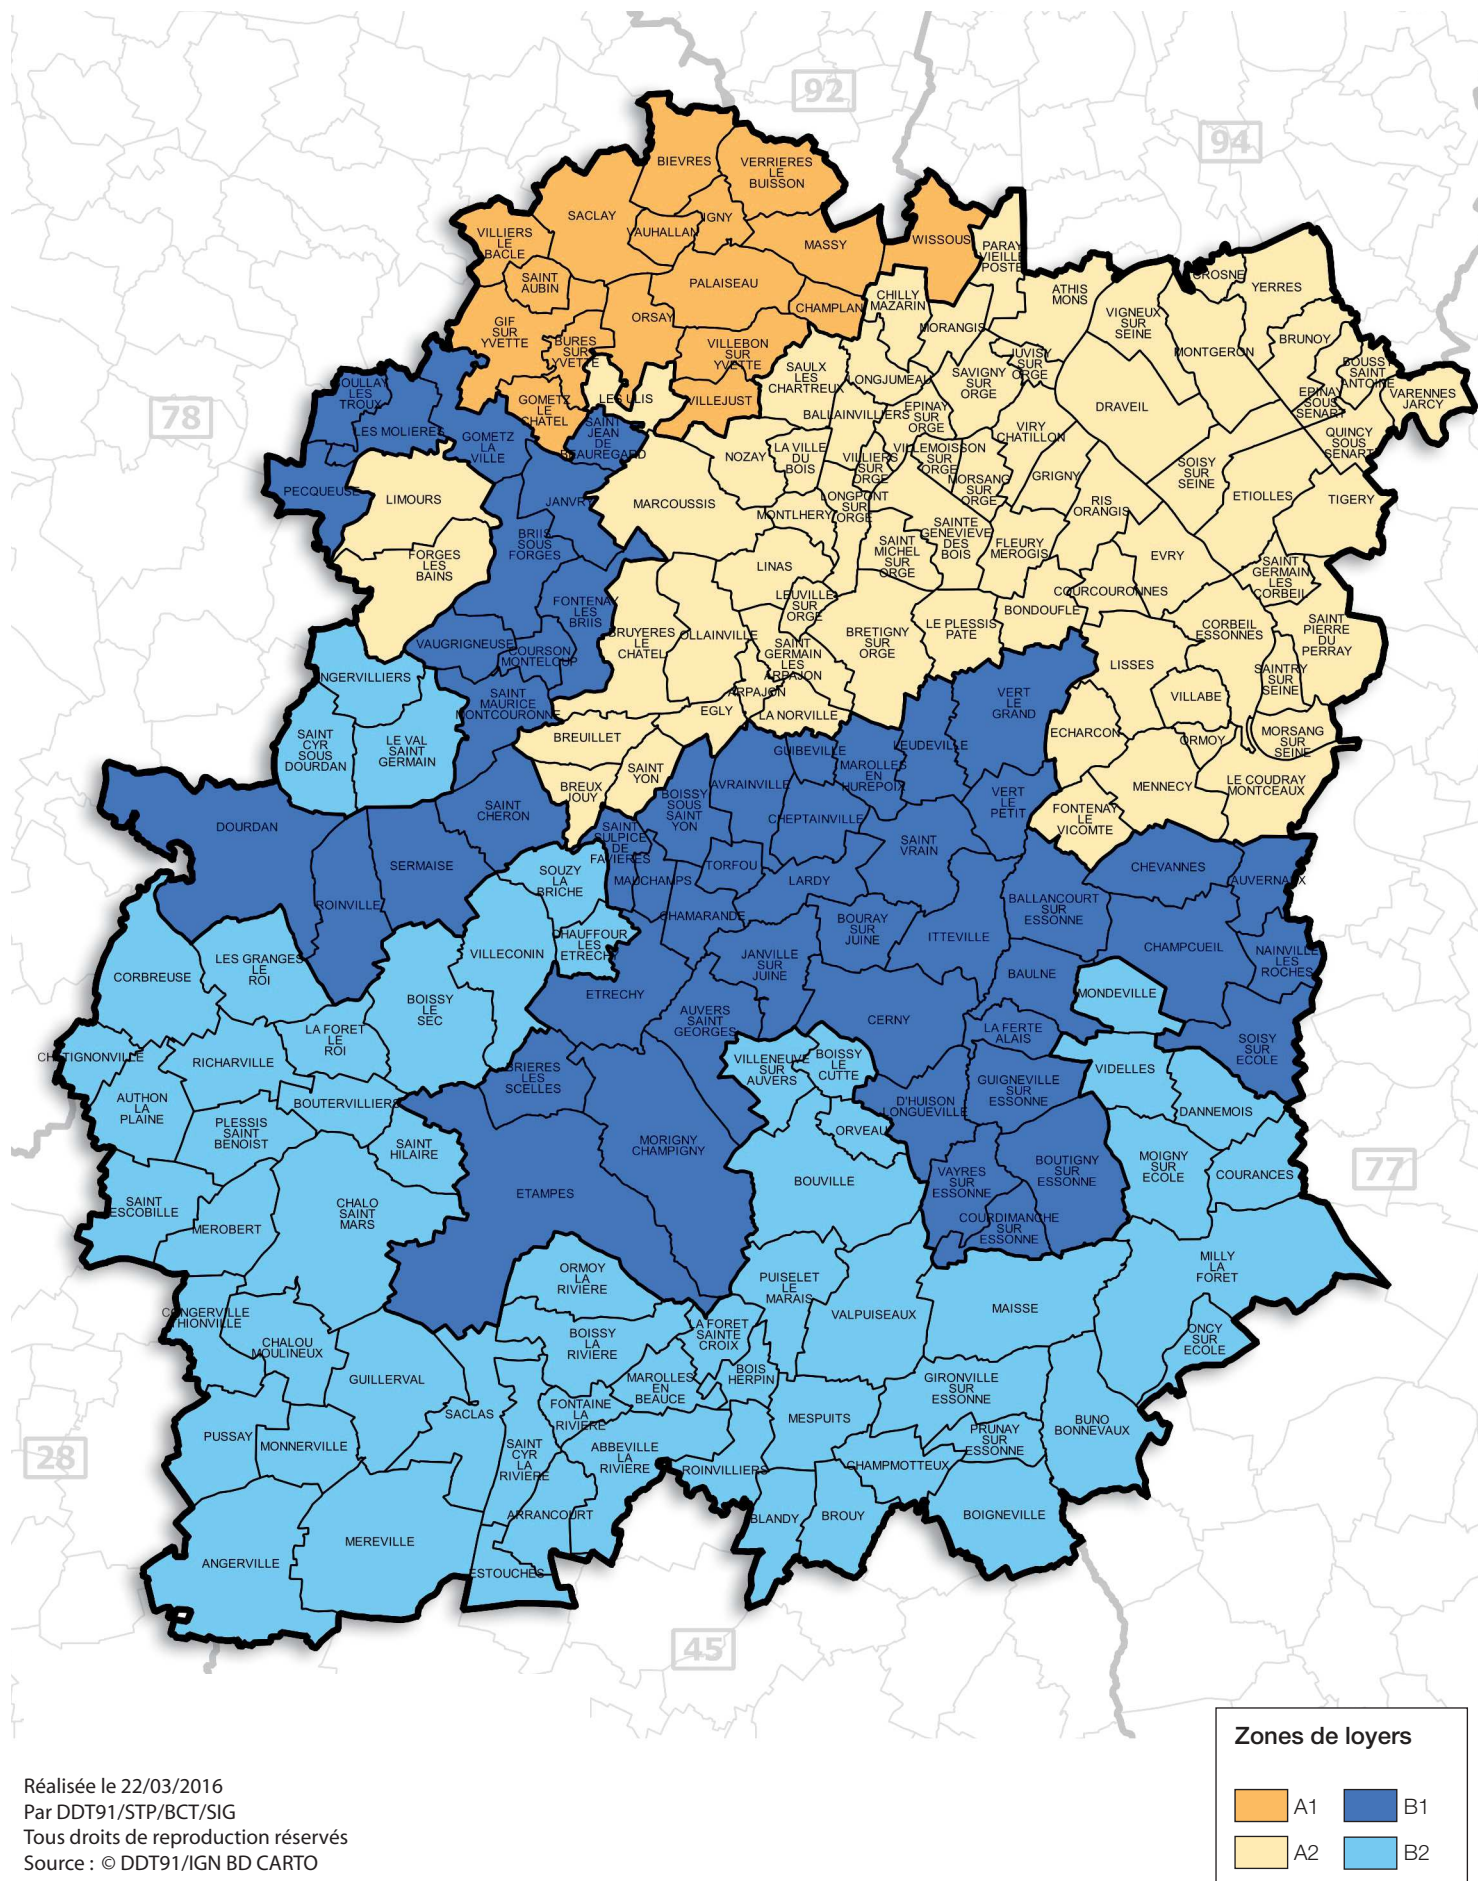 92
94
BIEVRES
VERRIERES
LE
BUISSON
SACLAY
IGNY
VAUHALLAN
VILLIERS
LE
BACLE
MASSY
WISSOUS
PARAY
VIEILLE
POSTE
SAINT
AUBIN
PALAISEAU
CHAMPLAN
CHILLY
MAZARIN
ATHIS
MONS
CROSNE
YERRES
ORSAY
GIF
SUR
YVETTE
BURES
SUR
YVETTE
VILLEBON
SUR
YVETTE
MORANGIS
VIGNEUX
SUR
SEINE
MONTGERON
BRUNOY
BOUSS
SAINT
ANTOINE
JUVISY
SUR
ORGE
SAULX
LES
CHARTREUX
LONGJUMEAU
SAVIGNY
SUR
ORGE
EPINAY
SOUS
SENART
VARENNES
JARCY
78
BOULLAY
LES
TROUX
LES MOLIERES
GOMETZ
LE
CHATEL
LES ULIS
VILLEJUST
BALLAINVILLIERS
EPINAY
SUR
ORGE
DRAVEIL
QUINCY
SOUS
SENART
GOMETZ
LA
VILLE
SAINT
JEAN
DE
BEAUREGARD
NOZAY
LA VILLE
DU
BOIS
VILLIERS
SUR
ORGE
VILLEMOISSON
SUR
ORGE
VIRY
CHATILLON
GRIGNY
MORSANG
SUR
ORGE
SOISY
SUR
SEINE
ETIOLLES
TIGERY
PECQUEUSE
LIMOURS
JANVRY
MARCOUSSIS
MONTLHERY
LONGPONT
SUR
ORGE
RIS
ORANGIS
BRIIS
SOUS
FORGES
SAINTE
GENEVIEVE
DES
BOIS
FLEURY
MEROGIS
EVRY
FORGES
LES
BAINS
LINAS
SAINT
MICHEL
SUR
ORGE
SAINT
GERMAIN
LES
CORBEIL
COURCOURONNES
FONTENAY
LES
BRIIS
LEUVILLE
SUR
ORGE
BONDOUFLE
LE PLESSIS
PATE
CORBEIL
ESSONNES
SAINT
PIERRE
DU
PERRAY
VAUGRIGNEUSE
COURSON
MONTELOUP
BRUYERES
LE
CHATEL
OLLAINVILLE
SAINT
GERMAIN
LES
ARPAJON
BRETIGNY
SUR
ORGE
LISSES
SAINTRY
SUR
SEINE
VILLABE
ANGERVILLIERS
SAINT
MAURICE
MONTCOURONNE
ARPAJON
EGLY
LA NORVILLE
VERT
LE
GRAND
SAINT
CYR
SOUS
DOURDAN
LE VAL
SAINT
GERMAIN
BREUILLET
GUIBEVILLE
LEUDEVILLE
ECHARCON
ORMOY
MORSANG
SUR
SEINE
BREUX
JOUY
SAINT
YON
AVRAINVILLE
MAROLLES
EN
HUREPOIX
MENNECY
LE COUDRAY
MONTCEAUX
DOURDAN
SAINT
CHERON
BOISSY
SOUS
SAINT
YON
CHEPTAINVILLE
VERT
LE
PETIT
FONTENAY
LE
VICOMTE
SAINT
SULPICE
DE
FAVIERES
SAINT
VRAIN
SERMAISE
SOUZY
LA
BRICHE
MAUCHAMPS
TORFOU
LARDY
CHEVANNES
AUVERNAUX
ROINVILLE
CHAMARANDE
BALLANCOURT
SUR
ESSONNE
BOURAY
SUR
JUINE
ITTEVILLE
CHAMPCUEIL
NAINVILLE
LES
ROCHES
CORBREUSE
LES GRANGES
LE
ROI
VILLECONIN
CHAUFFOUR
LES
ETRECHY
JANVILLE
SUR
JUINE
BAULNE
MONDEVILLE
BOISSY
LE
SEC
ETRECHY
AUVERS
SAINT
GEORGES
CERNY
LA FERTE
ALAIS
SOISY
SUR
ECOLE
CHATIGNONVILLE
RICHARVILLE
LA FORET
LE
ROI
BRIERES
LES
SCELLES
VILLENEUVE
SUR
AUVERS
BOISSY
LE
CUTTE
VIDELLES
AUTHON
LA
PLAINE
BOUTERVILLIERS
D'HUISON
LONGUEVILLE
GUIGNEVILLE
SUR
ESSONNE
DANNEMOIS
PLESSIS
SAINT
BENOIST
SAINT
HILAIRE
MORIGNY
CHAMPIGNY
ORVEAU
77
SAINT
ESCOBILLE
ETAMPES
BOUVILLE
VAYRES
SUR
ESSONNE
BOUTIGNY
SUR
ESSONNE
MOIGNY
SUR
ECOLE
COURANCES
MEROBERT
CHALO
SAINT
MARS
COURDIMANCHE
SUR
ESSONNE
ORMOY
LA
RIVIERE
PUISELET
LE
MARAIS
MILLY
LA
FORET
CONGERVILLE
THIONVILLE
VALPUISEAUX
MAISSE
CHALOU
MOULINEUX
BOISSY
LA
RIVIERE
LA FORET
SAINTE
CROIX
ONCY
SUR
ECOLE
GUILLERVAL
MAROLLES
EN
BEAUCE
BOIS
HERPIN
GIRONVILLE
SUR
ESSONNE
28
PUSSAY
MONNERVILLE
SACLAS
FONTAINE
LA
RIVIERE
MESPUITS
BUNO
BONNEVAUX
PRUNAY
SUR
ESSONNE
SAINT
CYR
LA
RIVIERE
ABBEVILLE
LA
RIVIERE
ROINVILLIERS
CHAMPMOTTEUX
ARRANCOURT
BLANDY
BROUY
BOIGNEVILLE
ANGERVILLE
MEREVILLE
ESTOUCHES
45
Zones de loyers
A1
B1
A2
B2
Réalisée le 22/03/2016
Par DDT91/STP/BCT/SIG
Tous droits de reproduction réservés
Source : © DDT91/IGN BD CARTO